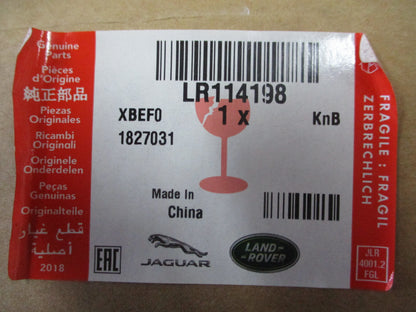 Genuine
Parts
Pièces
d'Origine
純正部品
Piezas
Originales
Ricambi
Originali
Originele
Onderdelen
Peças
Genuinas
Originalteile
قطع غيار
أصلية
2018
LR114198
XBEF0
1 x
KnB
1827031
Made In
China
EAC
JAGUAR
LAND-
ROVER
FRAGILE : FRAGIL
ZERBRECHLICH
JLR
4001.2
FGL